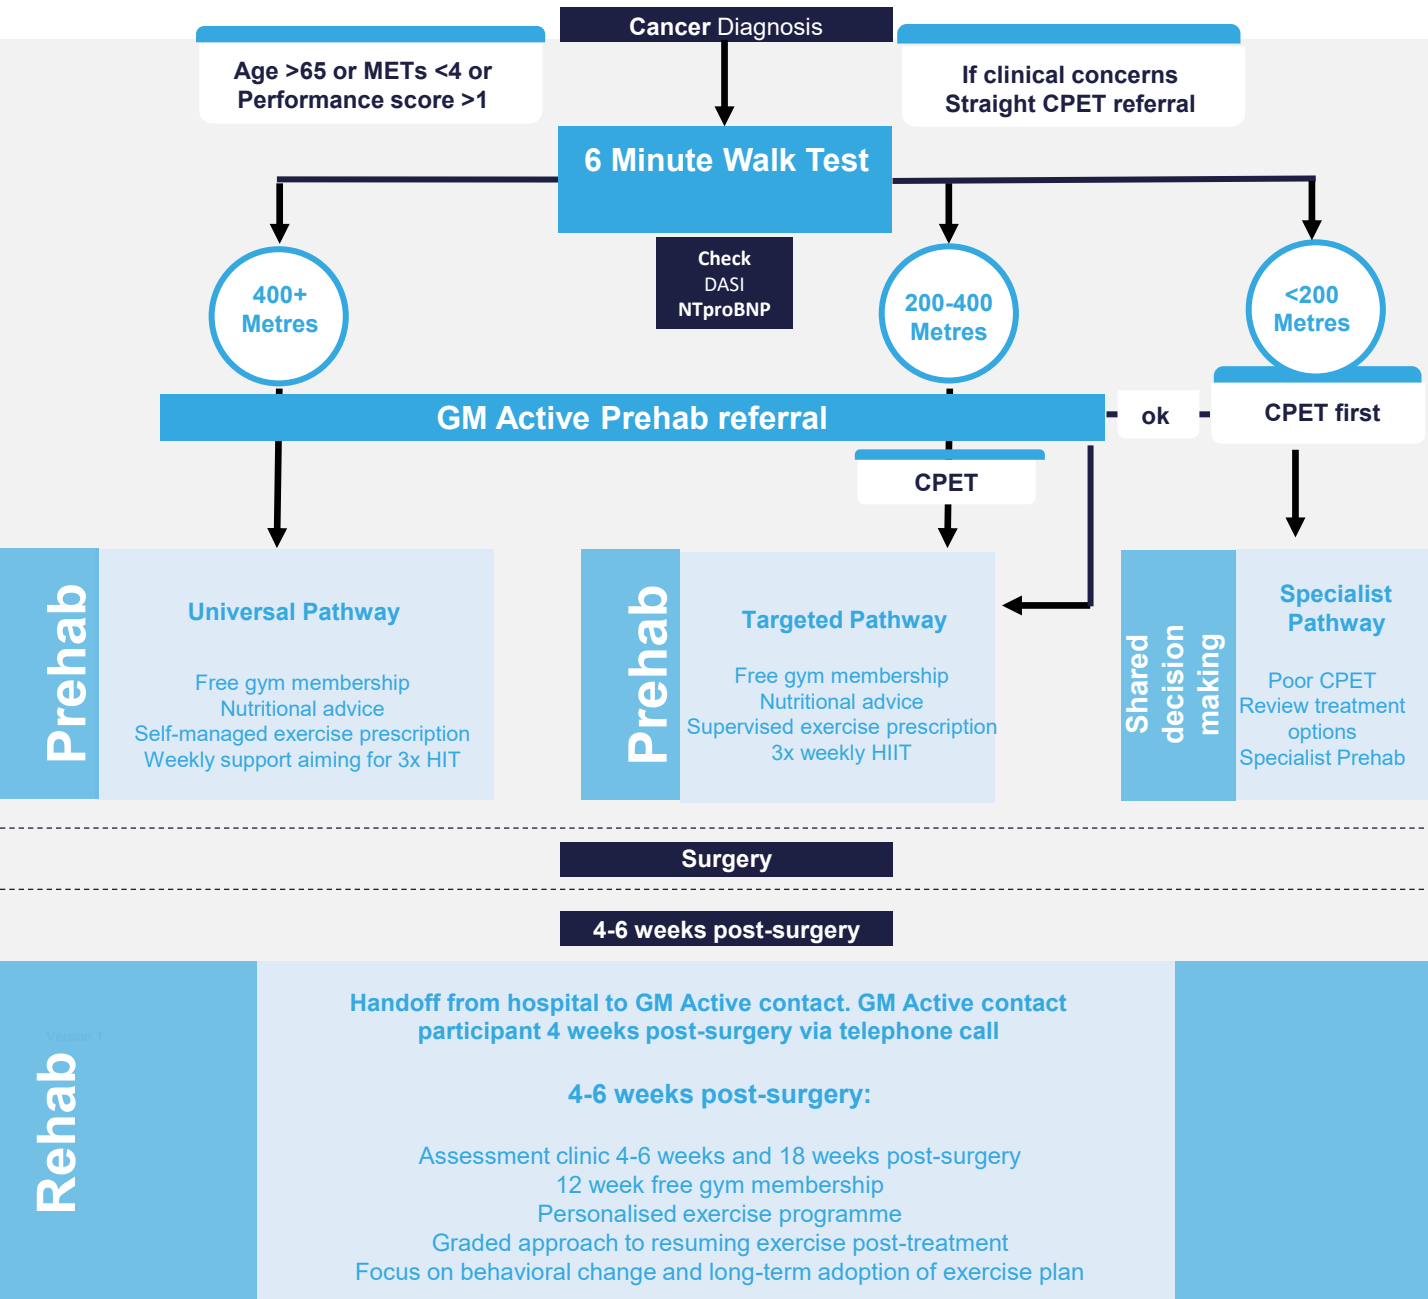 Cancer Diagnosis
Age >65 or METs <4 or
Performance score >1
If clinical concerns
Straight CPET referral
6 Minute Walk Test
Check
DASI
NTproBNP
400+
Metres
200-400
Metres
<200
Metres
GM Active Prehab referral
ok
CPET first
CPET
Prehab
Universal Pathway
Free gym membership
Nutritional advice
Self-managed exercise prescription
Weekly support aiming for 3x HIT
Prehab
Targeted Pathway
Free gym membership
Nutritional advice
Supervised exercise prescription
3x weekly HIIT
Shared
decision
making
Specialist
Pathway
Poor CPET
Review treatment
options
Specialist Prehab
Surgery
4-6 weeks post-surgery
Version 1
Rehab
Handoff from hospital to GM Active contact. GM Active contact
participant 4 weeks post-surgery via telephone call
4-6 weeks post-surgery:
Assessment clinic 4-6 weeks and 18 weeks post-surgery
12 week free gym membership
Personalised exercise programme
Graded approach to resuming exercise post-treatment
Focus on behavioral change and long-term adoption of exercise plan